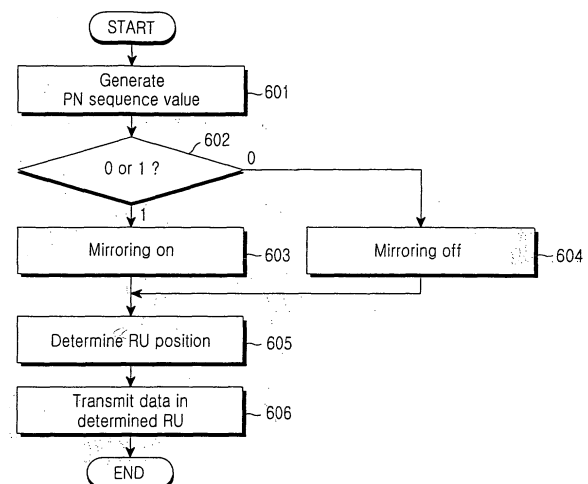 START
Generate
PN sequence value
601
602
0 or 1 ?
0
1
Mirroring on
603
Mirroring off
604
Determine RU position
605
Transmit data in
determined RU
606
END